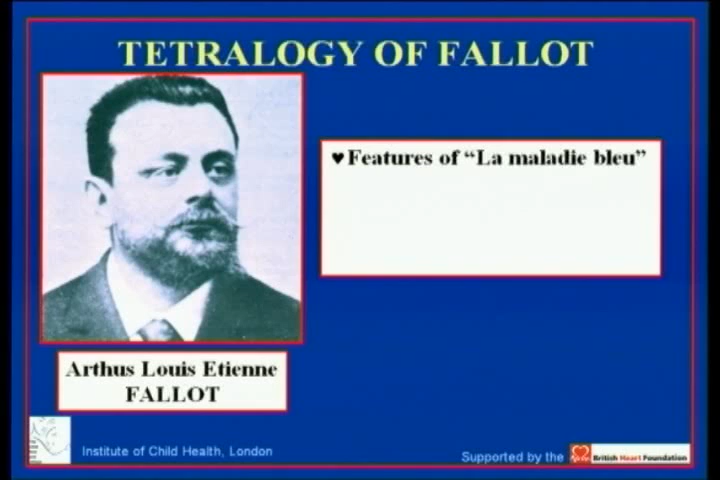 TETRALOGY OF FALLOT
♥Features of “La maladie bleu”
Arthus Louis Etienne
FALLOT
Institute of Child Health, London
Supported by the British Heart Foundation